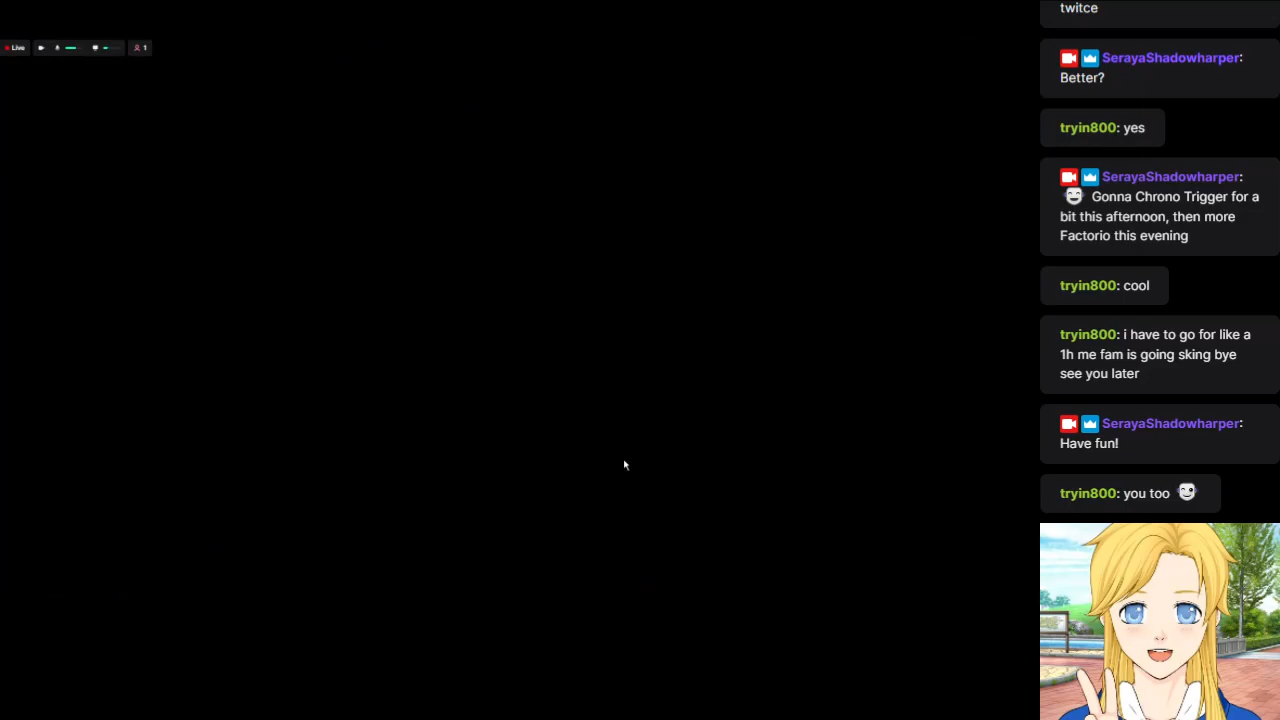 twitce
Live
1
SerayaShadowharper:
Better?
tryin800: yes
SerayaShadowharper:
Gonna Chrono Trigger for a
bit this afternoon, then more
Factorio this evening
tryin800: cool
tryin800: i have to go for like a
1h me fam is going sking bye
see you later
SerayaShadowharper:
Have fun!
tryin800: you too